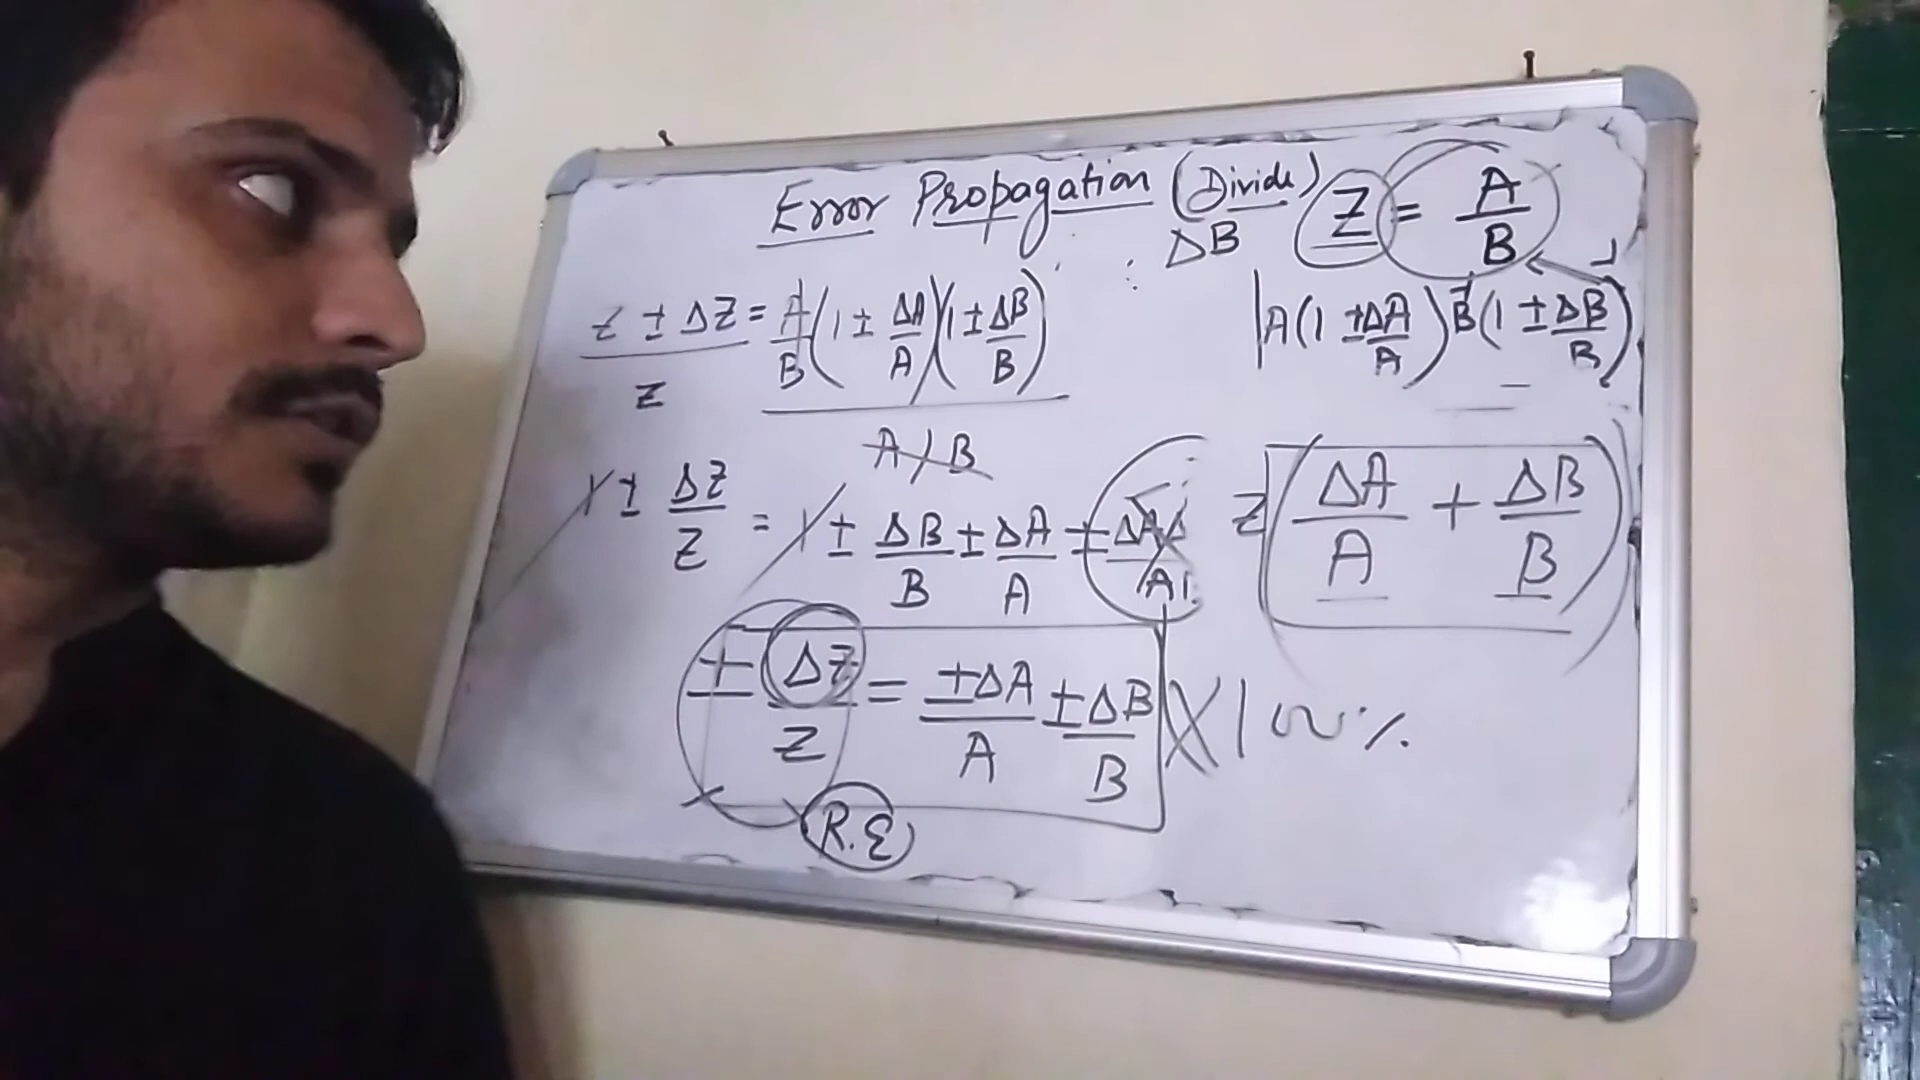 Error Propagation (Divide) Z = A/B
ΔB
Z ± ΔZ / Z = A/B (1 ± ΔA/A)(1 ± ΔB/B) / A/B
A(1 ± ΔA/A) B⁻¹(1 ± ΔB/B)
1 ± ΔZ/Z = 1 ± ΔB/B ± ΔA/A ±
Z (ΔA/A + ΔB/B)
± ΔZ/Z = ±ΔA/A ± ΔB/B × 100 %
R.E